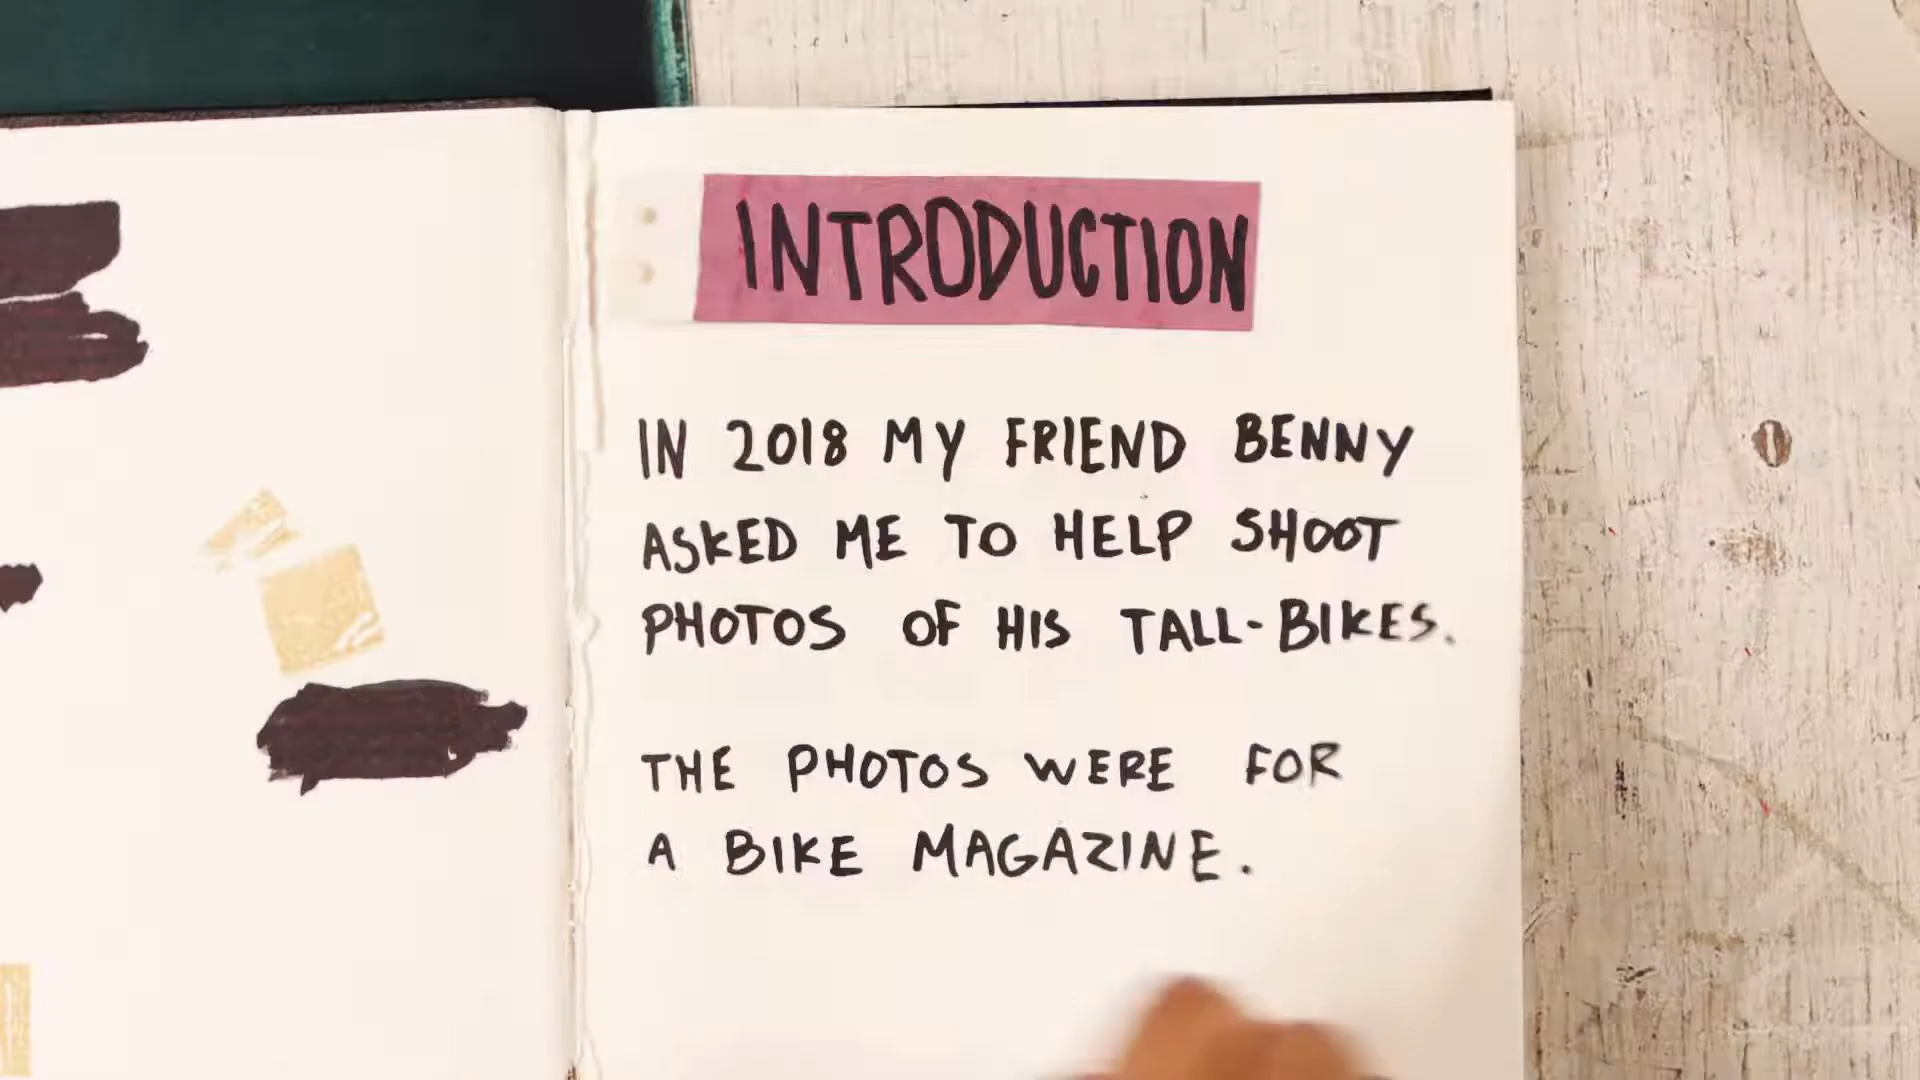 INTRODUCTION
IN 2018 MY FRIEND BENNY
ASKED ME TO HELP SHOOT
PHOTOS OF HIS TALL-BIKES.
THE PHOTOS WERE FOR
A BIKE MAGAZINE.